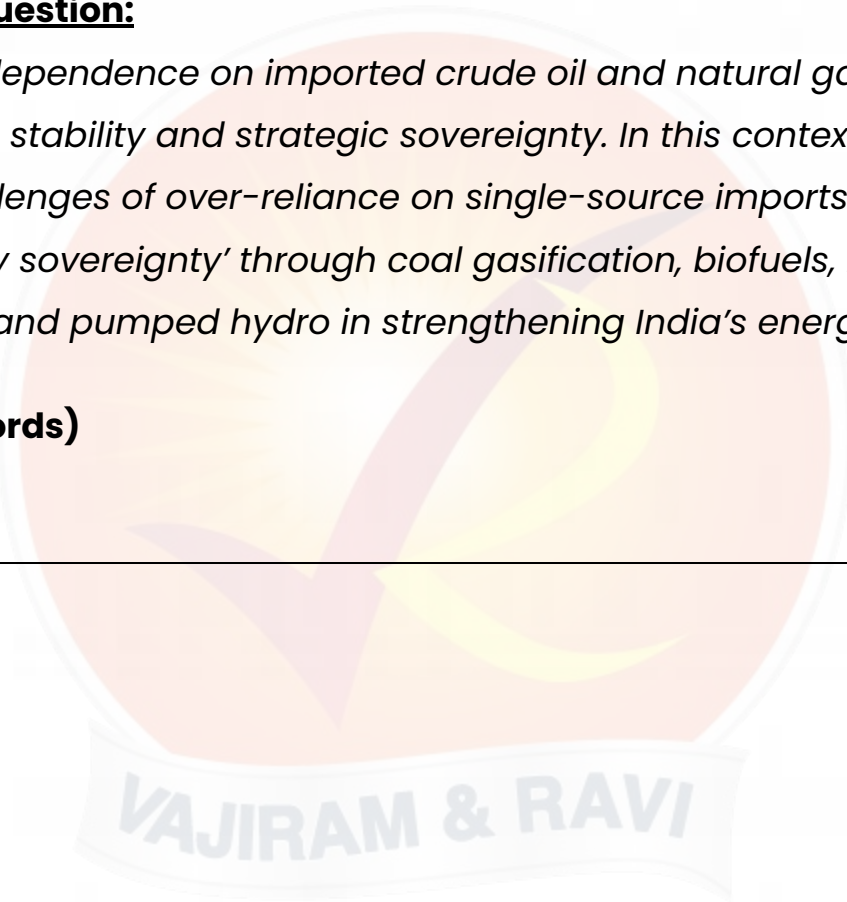 uestion:
dependence on imported crude oil and natural ga
stability and strategic sovereignty. In this contex
lenges of over-reliance on single-source imports
y sovereignty’ through coal gasification, biofuels,
and pumped hydro in strengthening India’s energ
ords)
VAJIRAM & RAVI